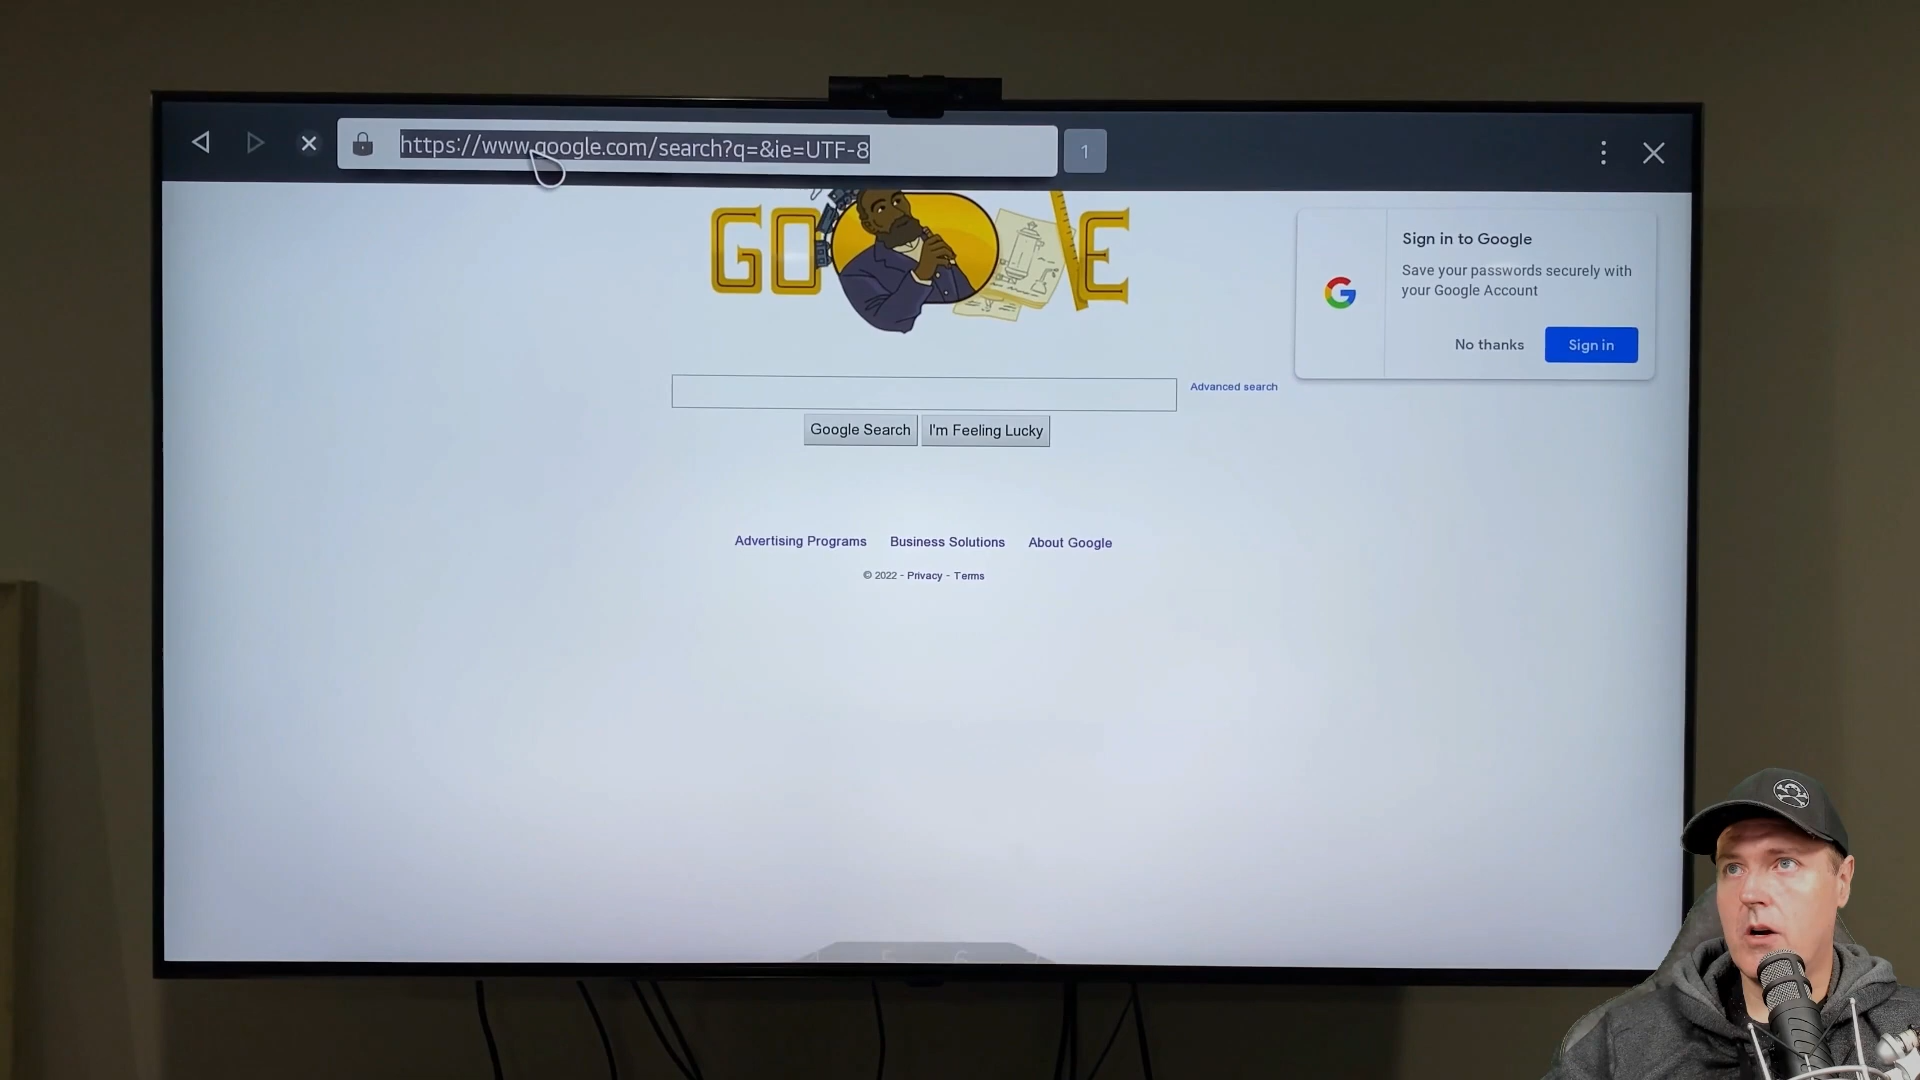 https://www.google.com/search?q=&ie=UTF-8
1
GOOGLE
Sign in to Google
Save your passwords securely with
your Google Account
No thanks
Sign in
Advanced search
Google Search
I'm Feeling Lucky
Advertising Programs
Business Solutions
About Google
© 2022 - Privacy - Terms